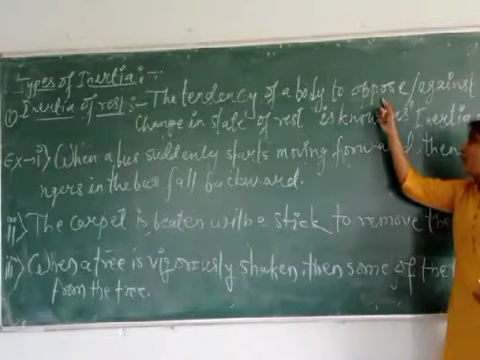 Types of Inertia :-
① Inertia of rest :- The tendency of a body to oppose/against
Change in state of rest is known as Inertia
Ex → i) When a bus suddenly starts moving forward, then
ngers in the bus fall backward.
ii) The carpet is beaten with a stick to remove the
iii) When a tree is vigorously shaken, then some of the
from the tree.